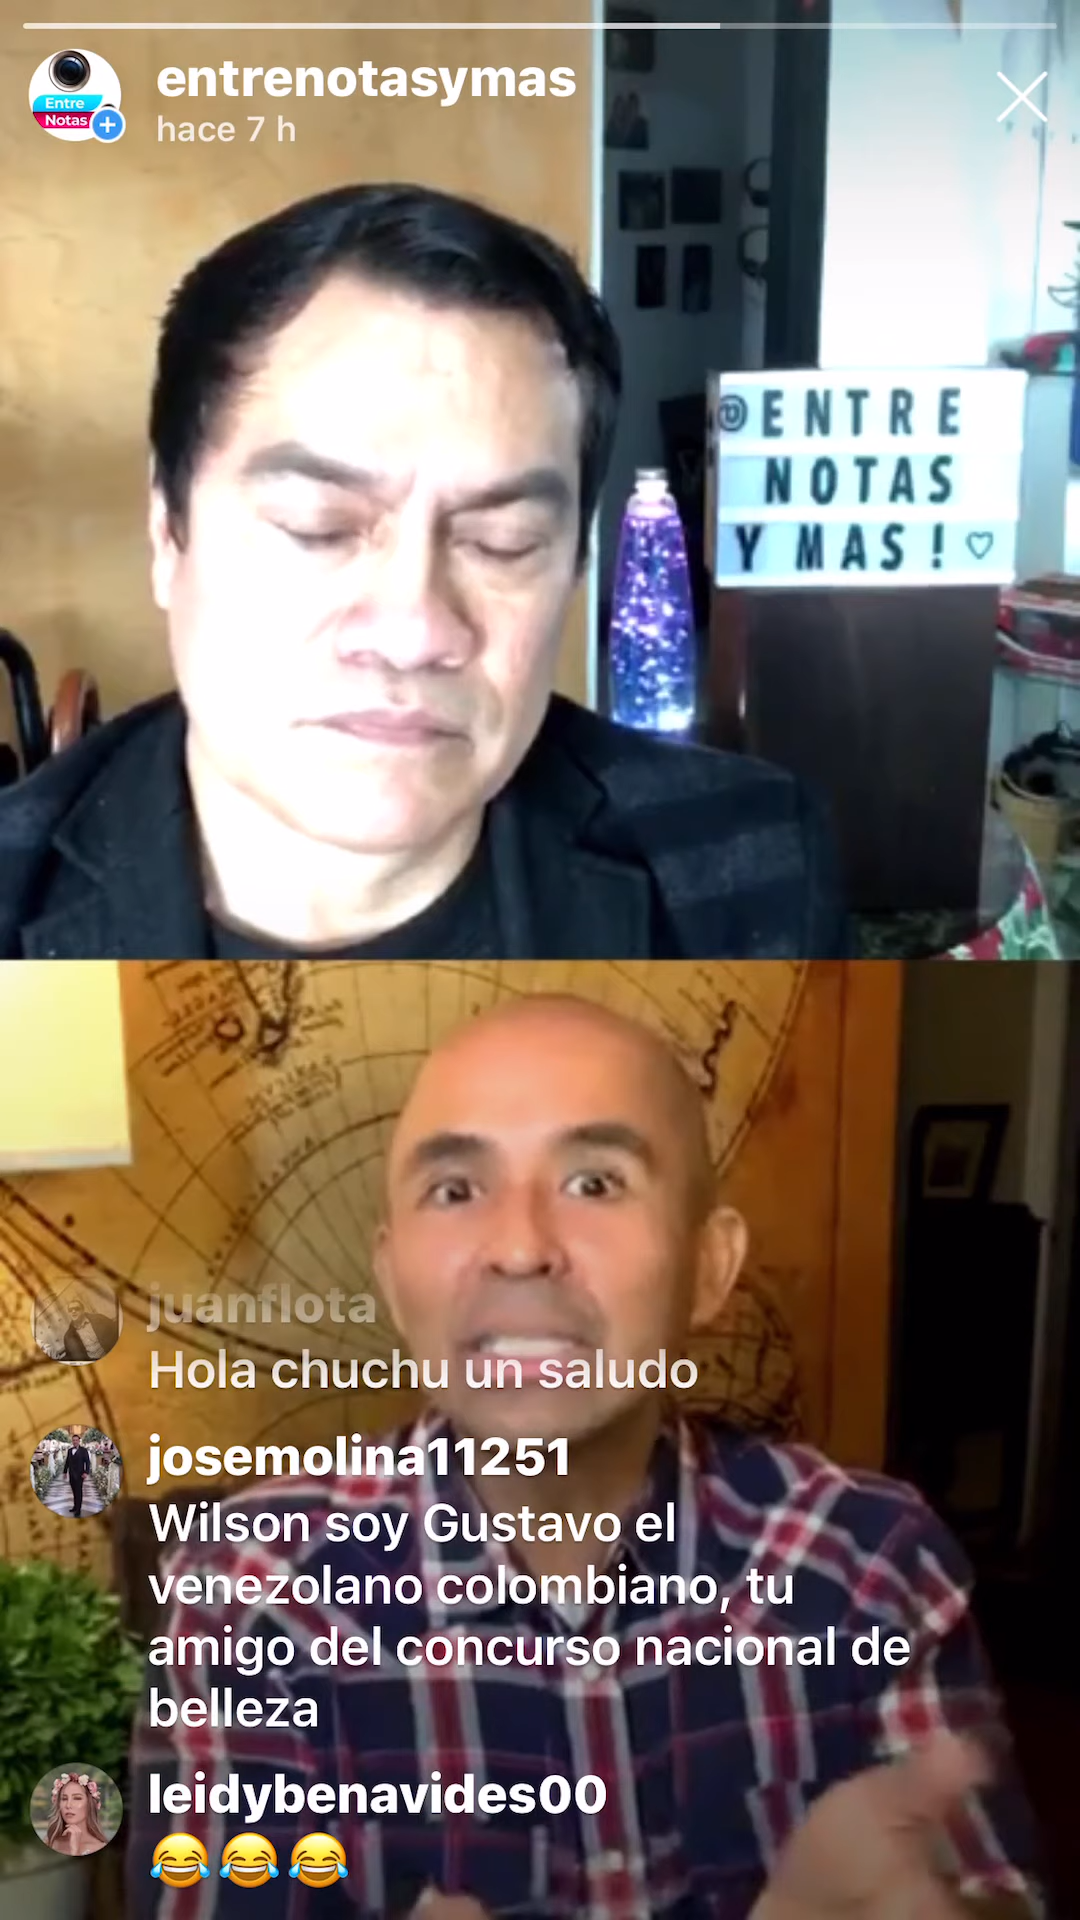 entrenotasymas
hace 7 h
Entre
Notas
@ENTRE
NOTAS
Y MAS! ♡
juanflota
Hola chuchu un saludo
josemolina11251
Wilson soy Gustavo el
venezolano colombiano, tu
amigo del concurso nacional de
belleza
leidybenavides00
😂😂😂